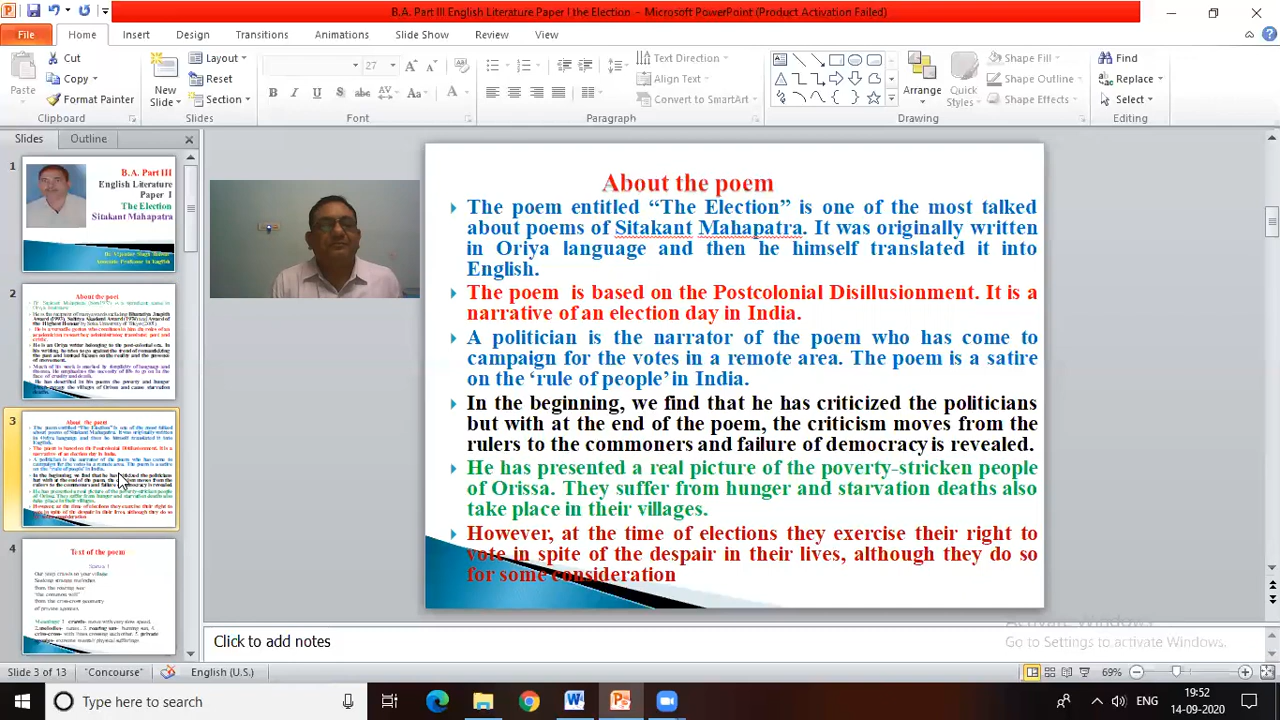 B.A. Part III English Literature Paper I the Election – Microsoft PowerPoint (Product Activation Failed)
File Home Insert Design Transitions Animations Slide Show Review View
Cut
Copy
Format Painter
Paste
Clipboard
New
Slide
Layout
Reset
Section
Slides
27
Font
Paragraph
Text Direction
Align Text
Convert to SmartArt
Arrange
Quick
Styles
Shape Fill
Shape Outline
Shape Effects
Drawing
Find
Replace
Select
Editing
Slides Outline
1
B.A. Part III
English Literature
Paper I
The Election
Sitakant Mahapatra
2
About the poet
3
About the poem
4
Text of the poem
Stanza 1
About the poem
The poem entitled “The Election” is one of the most talked
about poems of Sitakant Mahapatra. It was originally written
in Oriya language and then he himself translated it into
English.
The poem is based on the Postcolonial Disillusionment. It is a
narrative of an election day in India.
A politician is the narrator of the poem who has come to
campaign for the votes in a remote area. The poem is a satire
on the ‘rule of people’ in India.
In the beginning, we find that he has criticized the politicians
but with at the end of the poem, the criticism moves from the
rulers to the commoners and failure of democracy is revealed.
He has presented a real picture of the poverty-stricken people
of Orissa. They suffer from hunger and starvation deaths also
take place in their villages.
However, at the time of elections they exercise their right to
vote in spite of the despair in their lives, although they do so
for some consideration
Click to add notes
Activate Windows
Go to Settings to activate Windows.
Slide 3 of 13 “Concourse” English (U.S.) 69%
Type here to search
ENG
19:52
14-09-2020